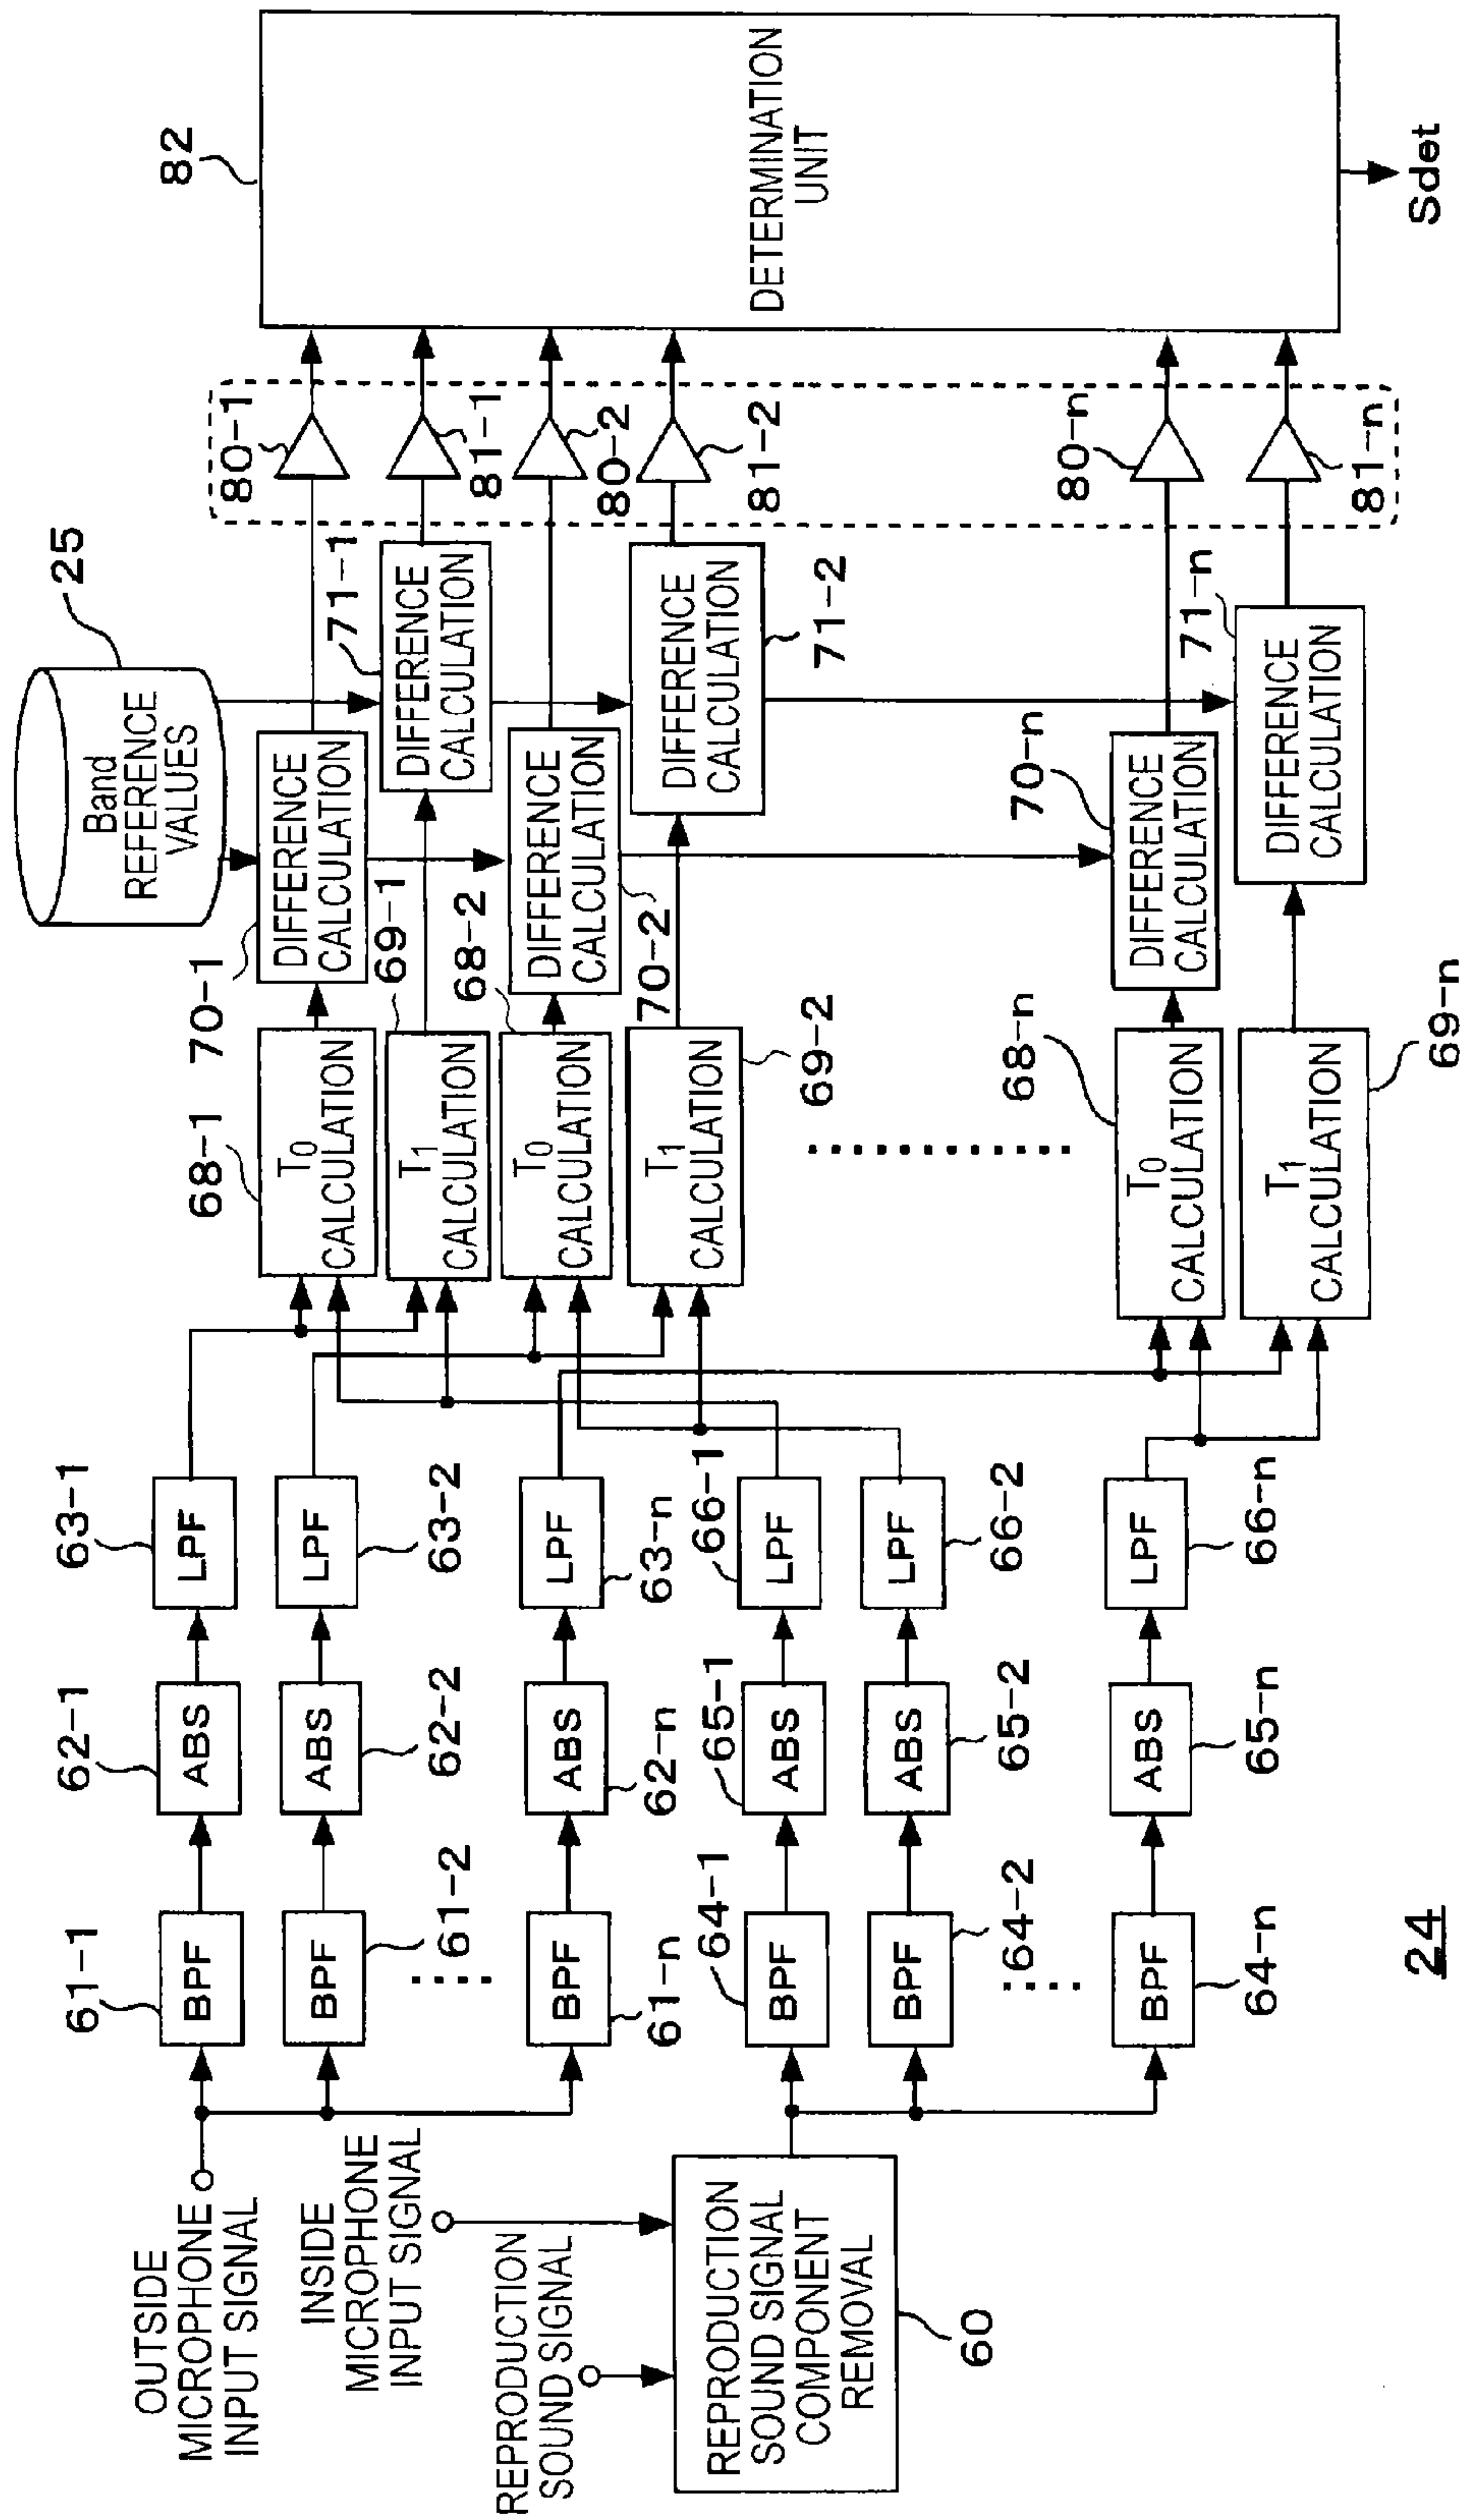 OUTSIDE
MICROPHONE
INPUT SIGNAL
INSIDE
MICROPHONE
INPUT SIGNAL
REPRODUCTION
SOUND SIGNAL
REPRODUCTION
SOUND SIGNAL
COMPONENT
REMOVAL
60
61-1
BPF
BPF
61-2
BPF
61-n
64-1
BPF
BPF
64-2
BPF
64-n
24
62-1
ABS
ABS
62-2
ABS
62-n
65-1
ABS
ABS
65-2
ABS
65-n
63-1
LPF
LPF
63-2
LPF
63-n
66-1
LPF
LPF
66-2
LPF
66-n
68-1
T0
CALCULATION
69-1
T1
CALCULATION
68-2
T0
CALCULATION
T1
CALCULATION
69-2
68-n
T0
CALCULATION
T1
CALCULATION
69-n
Band
REFERENCE
VALUES
25
70-1
DIFFERENCE
CALCULATION
71-1
DIFFERENCE
CALCULATION
DIFFERENCE
CALCULATION
70-2
DIFFERENCE
CALCULATION
71-2
70-n
DIFFERENCE
CALCULATION
71-n
DIFFERENCE
CALCULATION
80-1
81-1
80-2
81-2
80-n
81-n
82
DETERMINATION
UNIT
Sdet